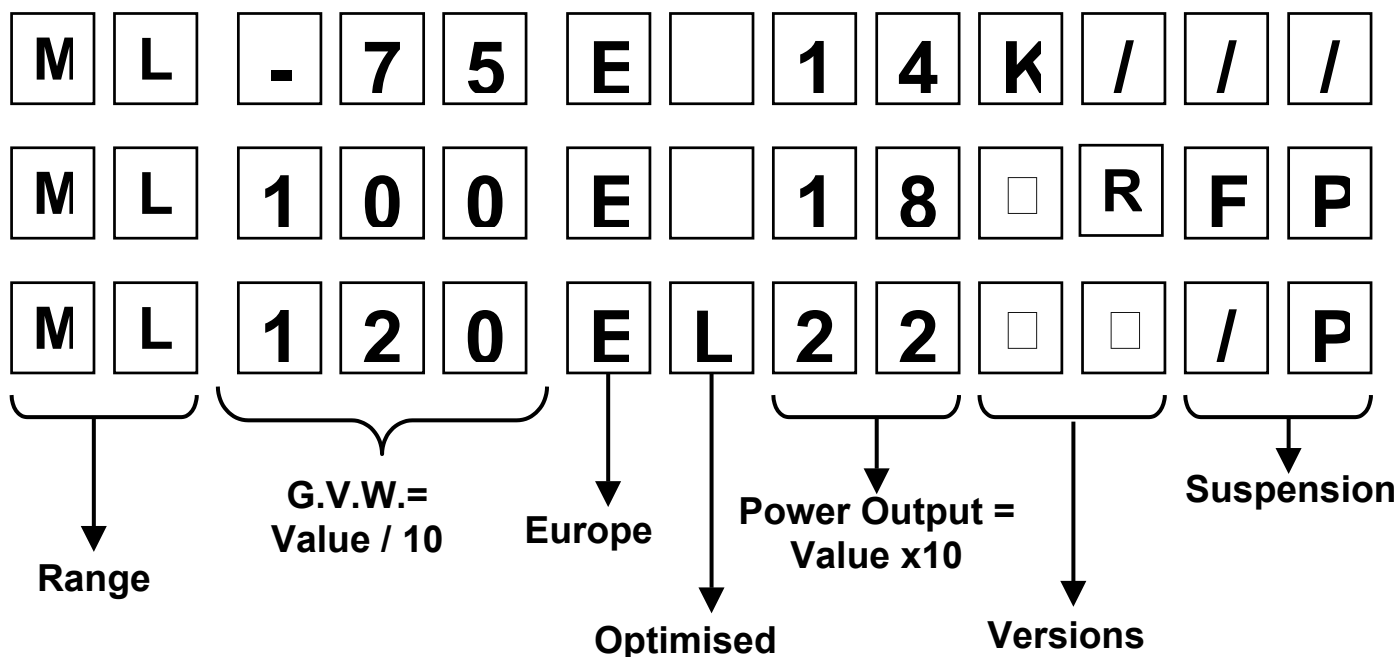 M L - 7 5 E 1 4 K / / /
M L 1 0 0 E 1 8 R F P
M L 1 2 0 E L 2 2 / P
G.V.W.=
Value / 10
Europe
Power Output =
Value x10
Suspension
Range
Optimised
Versions